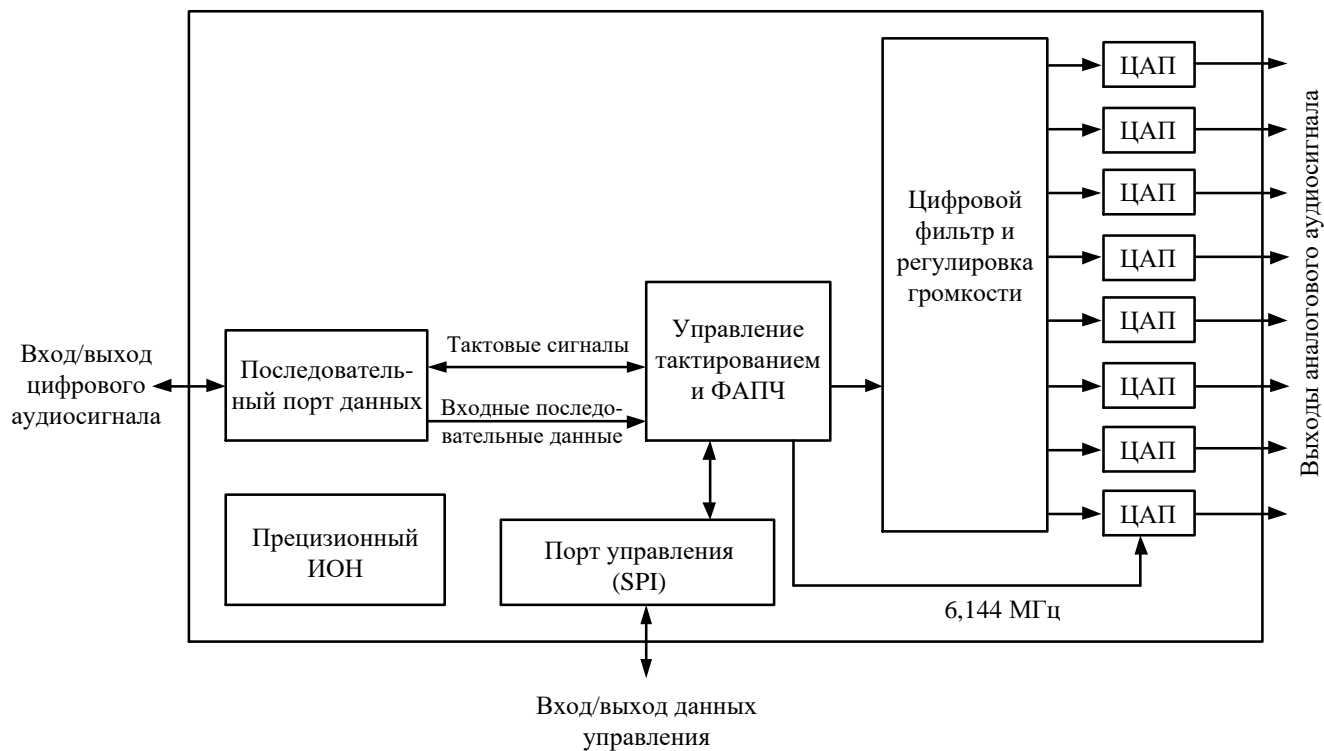 Вход/выход
цифрового
аудиосигнала
Последователь-
ный порт данных
Тактовые сигналы
Входные последо-
вательные данные
Управление
тактированием
и ФАПЧ
Прецизионный
ИОН
Порт управления
(SPI)
Вход/выход данных
управления
6,144 МГц
Цифровой
фильтр и
регулировка
громкости
ЦАП
ЦАП
ЦАП
ЦАП
ЦАП
ЦАП
ЦАП
ЦАП
Выходы аналогового аудиосигнала